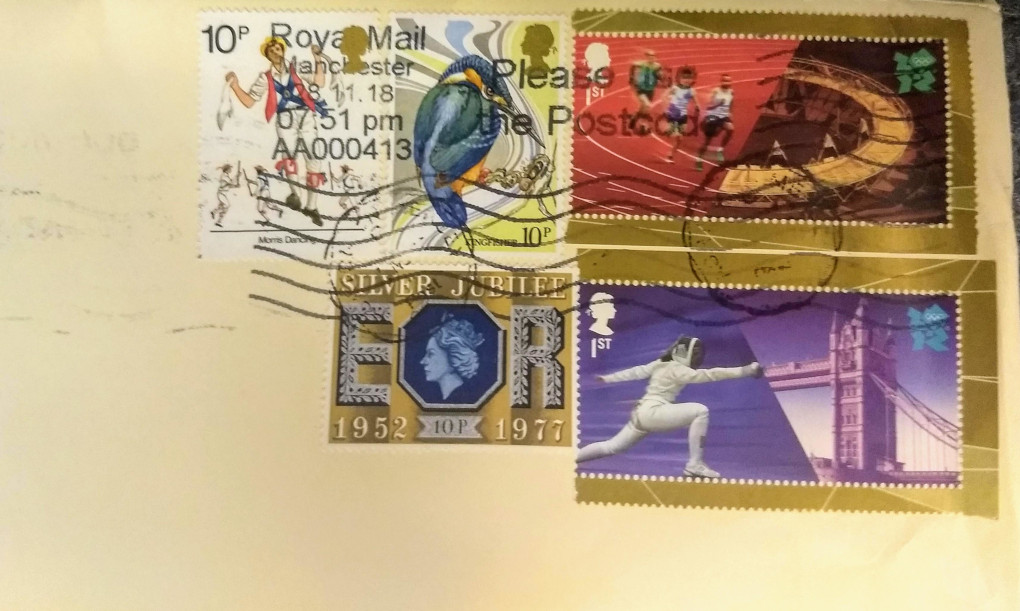 10P
Royal Mail
Manchester
8.11.18
07:51 pm
AA000413
Morris Dancing
KINGFISHER 10P
Please use
the Postcode
1ST
SILVER JUBILEE
E R
1952 10P 1977
1ST